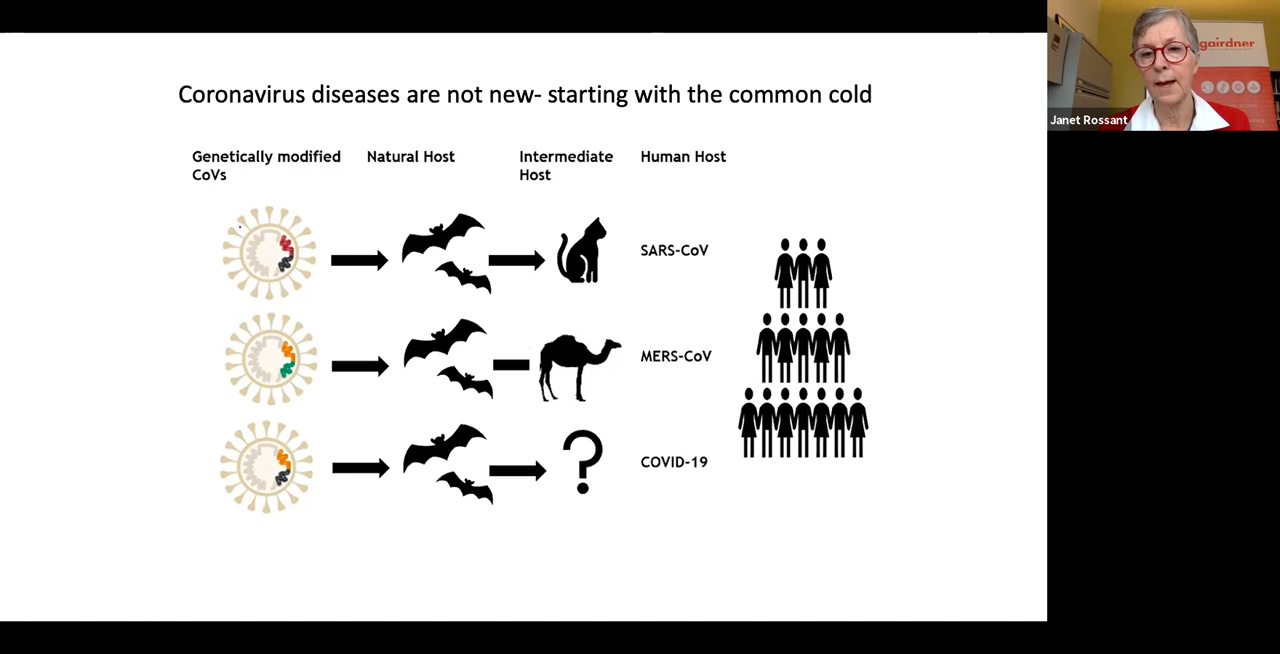 Coronavirus diseases are not new- starting with the common cold
Genetically modified
CoVs
Natural Host
Intermediate
Host
Human Host
SARS-CoV
MERS-CoV
?
COVID-19
gairdner
Janet Rossant